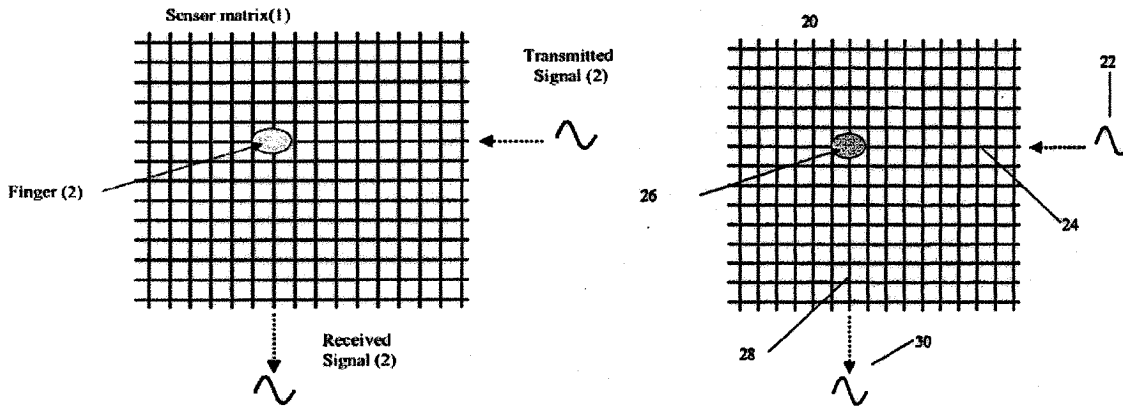 Sensor matrix(1)
Transmitted
Signal (2)
Finger (2)
Received
Signal (2)
20
22
26
24
28
30